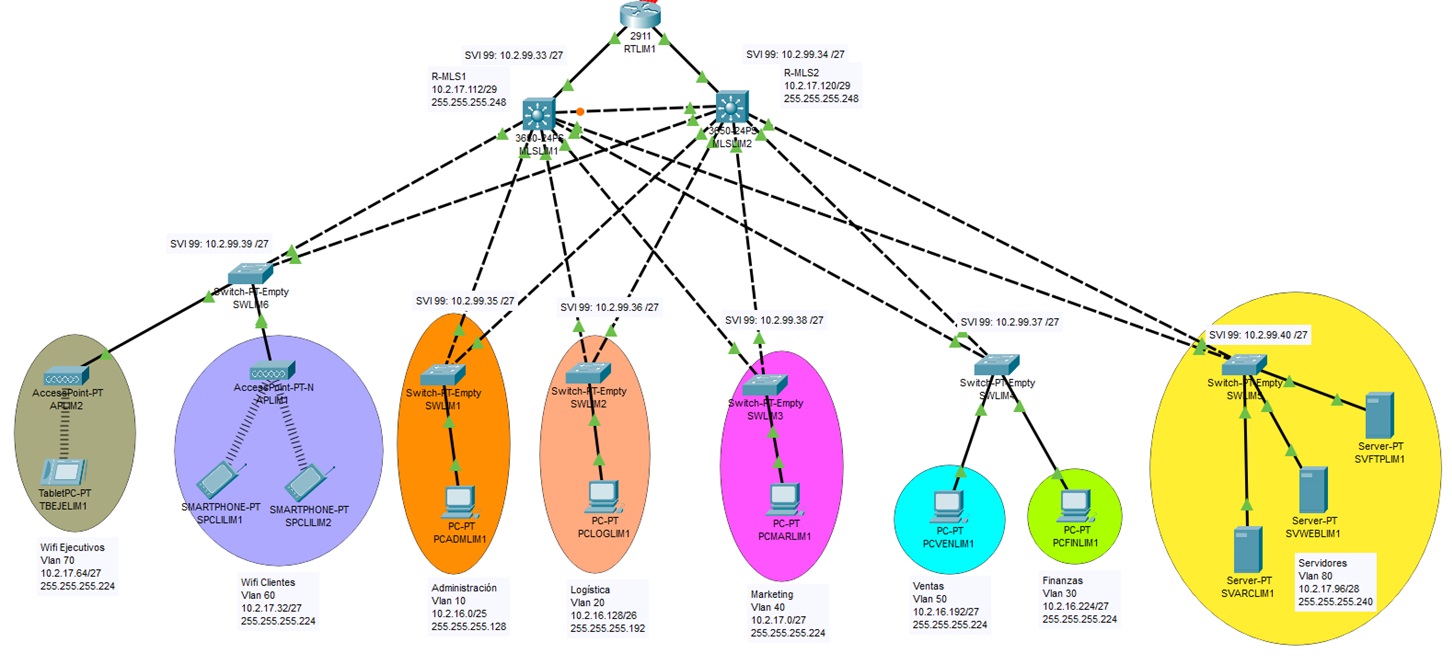 2911
RTLIM1
SVI 99: 10.2.99.33 /27
SVI 99: 10.2.99.34 /27
R-MLS1
10.2.17.112/29
255.255.255.248
R-MLS2
10.2.17.120/29
255.255.255.248
3650-24PS
MLSLIM1
3650-24PS
MLSLIM2
SVI 99: 10.2.99.39 /27
Switch-PT-Empty
SWLIM6
SVI 99: 10.2.99.35 /27
SVI 99: 10.2.99.36 /27
SVI 99: 10.2.99.38 /27
SVI 99: 10.2.99.37 /27
SVI 99: 10.2.99.40 /27
AccessPoint-PT
APLIM2
AccessPoint-PT-N
APLIM1
Switch-PT-Empty
SWLIM1
Switch-PT-Empty
SWLIM2
Switch-PT-Empty
SWLIM3
Switch-PT-Empty
SWLIM4
Switch-PT-Empty
SWLIM5
Server-PT
SVFTPLIM1
TabletPC-PT
TBEJELIM1
SMARTPHONE-PT
SPCLILIM1
SMARTPHONE-PT
SPCLILIM2
PC-PT
PCADMLIM1
PC-PT
PCLOGLIM1
PC-PT
PCMARLIM1
PC-PT
PCVENLIM1
PC-PT
PCFINLIM1
Server-PT
SVWEBLIM1
Server-PT
SVARCLIM1
Wifi Ejecutivos
Vlan 70
10.2.17.64/27
255.255.255.224
Wifi Clientes
Vlan 60
10.2.17.32/27
255.255.255.224
Administración
Vlan 10
10.2.16.0/25
255.255.255.128
Logística
Vlan 20
10.2.16.128/26
255.255.255.192
Marketing
Vlan 40
10.2.17.0/27
255.255.255.224
Ventas
Vlan 50
10.2.16.192/27
255.255.255.224
Finanzas
Vlan 30
10.2.16.224/27
255.255.255.224
Servidores
Vlan 80
10.2.17.96/28
255.255.255.240